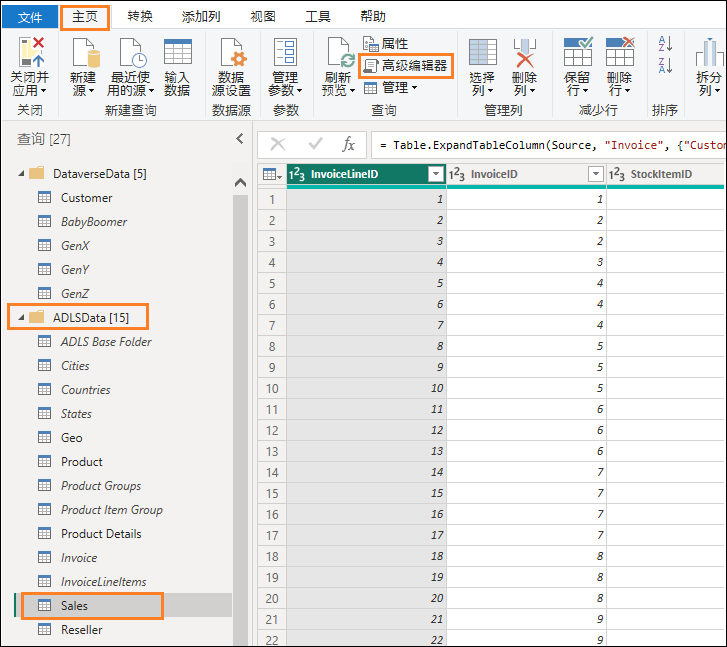 文件 主页 转换 添加列 视图 工具 帮助
关闭并应用 新建源 最近使用的源 输入数据 数据源设置 管理参数 刷新预览 属性 高级编辑器 管理 选择列 删除列 保留行 删除行 拆分列
关闭 新建查询 数据源 参数 查询 管理列 减少行 排序
查询 [27]
fx = Table.ExpandTableColumn(Source, "Invoice", {"Custom
DataverseData [5]
Customer
BabyBoomer
GenX
GenY
GenZ
ADLSData [15]
ADLS Base Folder
Cities
Countries
States
Geo
Product
Product Groups
Product Item Group
Product Details
Invoice
InvoiceLineItems
Sales
Reseller
123 InvoiceLineID 123 InvoiceID 123 StockItemID
1 1 1
2 2 2
3 3 2
4 4 3
5 5 4
6 6 4
7 7 4
8 8 5
9 9 5
10 10 5
11 11 6
12 12 6
13 13 6
14 14 7
15 15 7
16 16 7
17 17 7
18 18 8
19 19 8
20 20 8
21 21 9
22 22 9